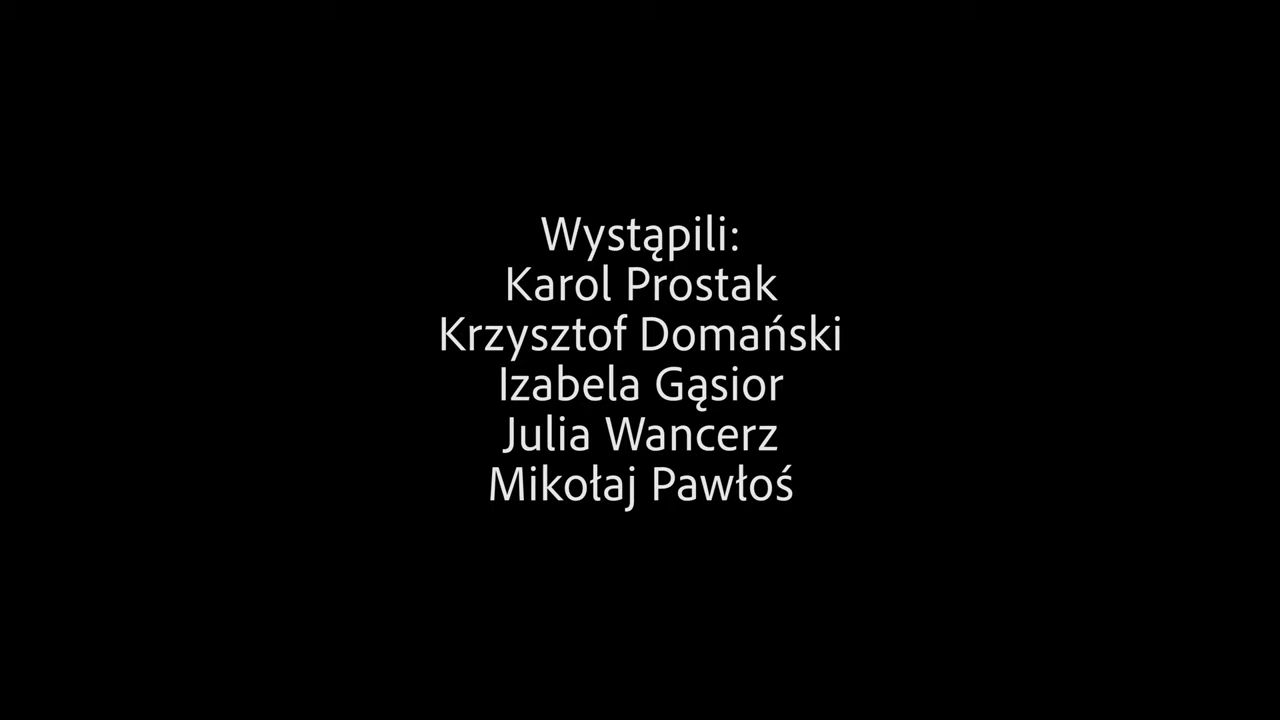 Wystąpili:
Karol Prostak
Krzysztof Domański
Izabela Gąsior
Julia Wancerz
Mikołaj Pawłoś